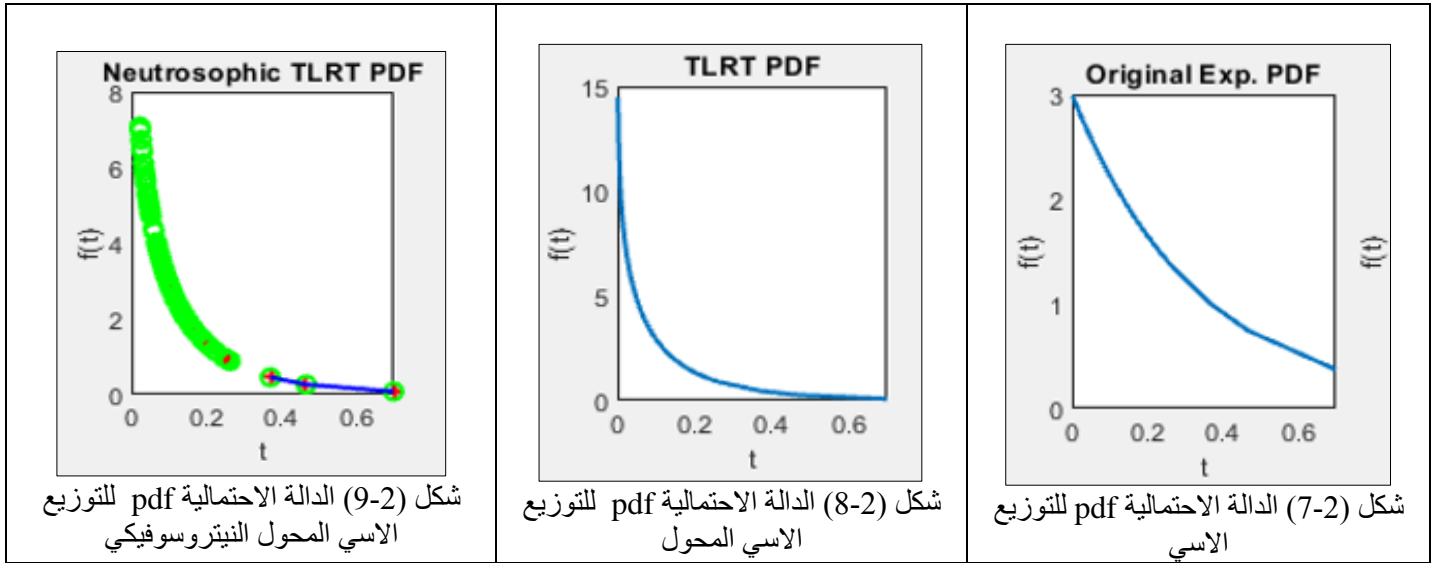 Original Exp. PDF
3
2
1
0
f(t)
f(t)
0 0.2 0.4 0.6
t
شكل (2-7) الدالة الاحتمالية pdf للتوزيع
الاسي
TLRT PDF
15
10
5
0
f(t)
0 0.2 0.4 0.6
t
شكل (2-8) الدالة الاحتمالية pdf للتوزيع
الاسي المحول
Neutrosophic TLRT PDF
8
6
4
2
0
f(t)
0 0.2 0.4 0.6
t
شكل (2-9) الدالة الاحتمالية pdf للتوزيع
الاسي المحول النيتروسوفيكي